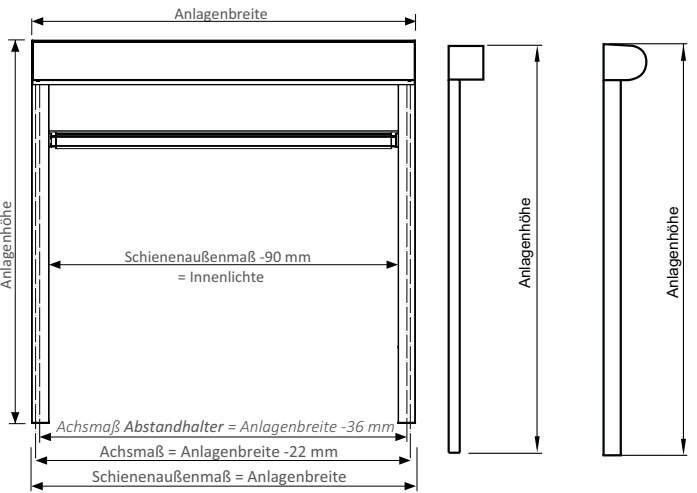 Anlagenbreite
Anlagenhöhe
Schienenaußenmaß -90 mm
= Innenlichte
Anlagenhöhe
Anlagenhöhe
Achsmaß Abstandhalter = Anlagenbreite -36 mm
Achsmaß = Anlagenbreite -22 mm
Schienenaußenmaß = Anlagenbreite